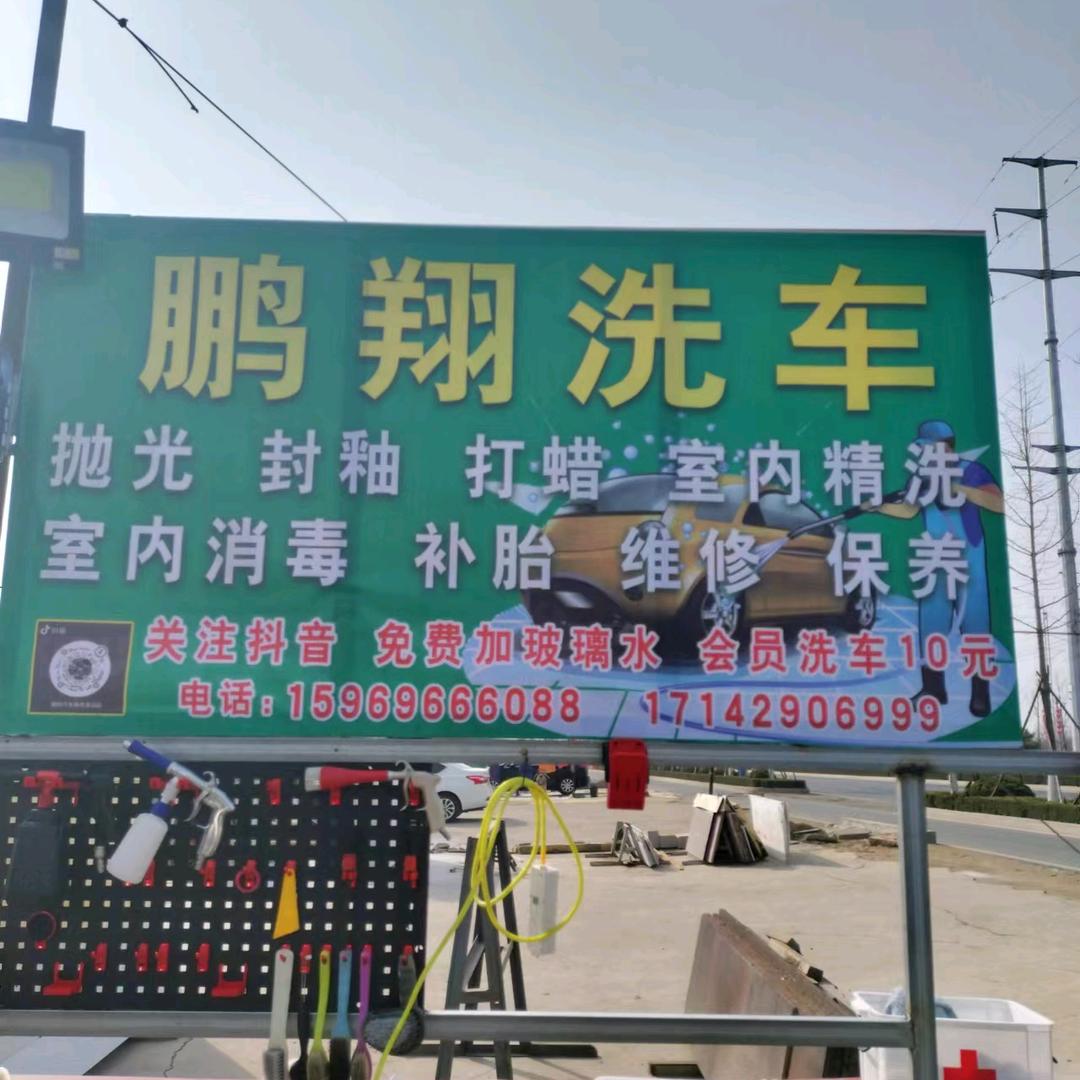 鹏翔洗车
抛光 封釉 打蜡 室内精洗
室内消毒 补胎 维修 保养
关注抖音 免费加玻璃水 会员洗车10元
电话:15969666088 17142906999